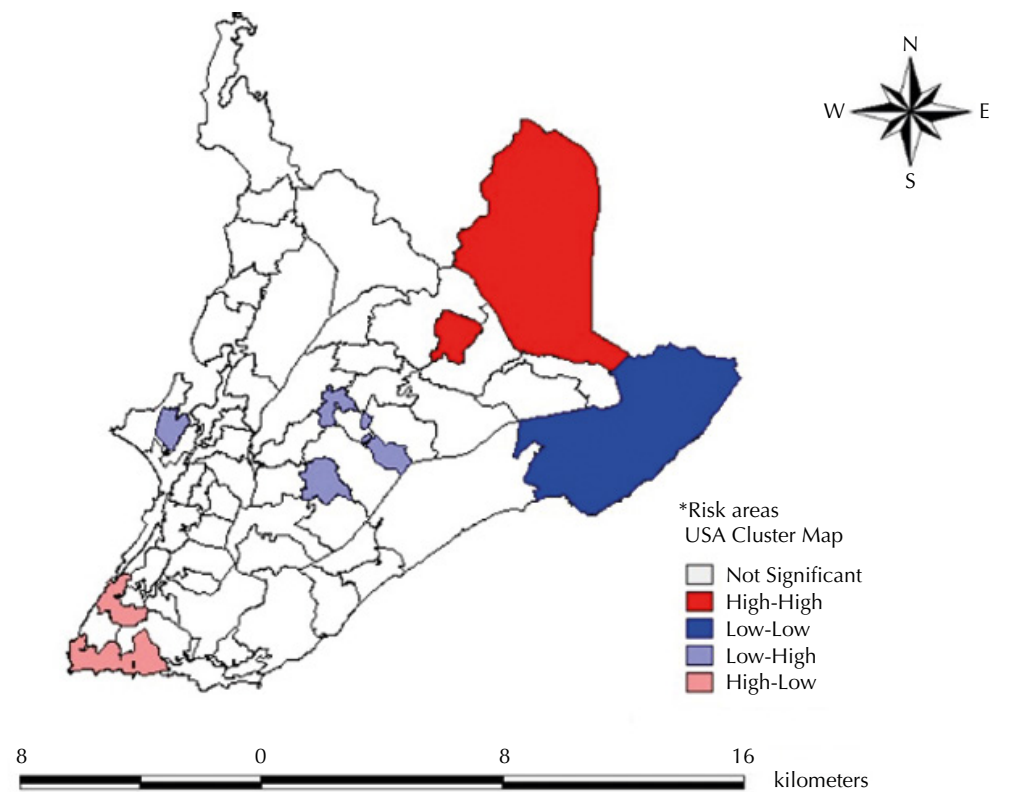 N
W E
S
*Risk areas
USA Cluster Map
Not Significant
High-High
Low-Low
Low-High
High-Low
8 0 8 16
kilometers